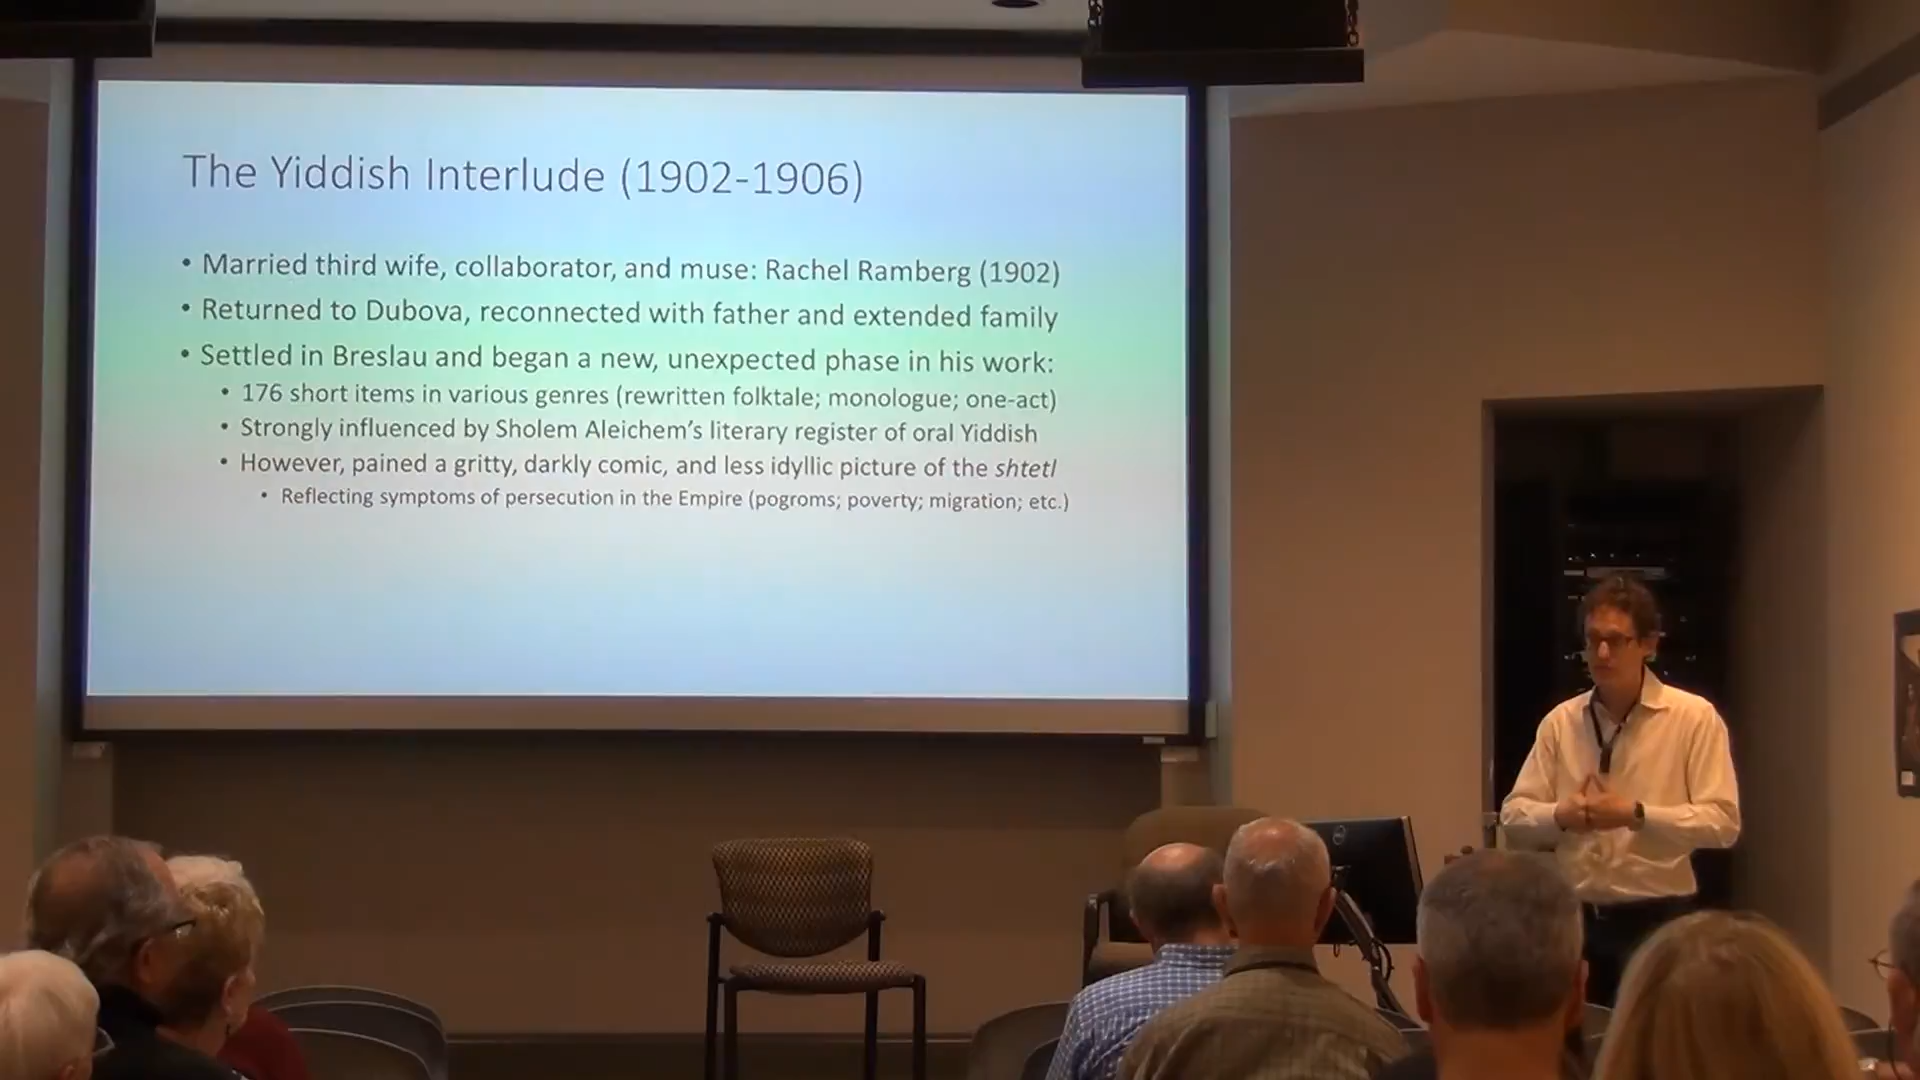 The Yiddish Interlude (1902-1906)
• Married third wife, collaborator, and muse: Rachel Ramberg (1902)
• Returned to Dubova, reconnected with father and extended family
• Settled in Breslau and began a new, unexpected phase in his work:
• 176 short items in various genres (rewritten folktale; monologue; one-act)
• Strongly influenced by Sholem Aleichem's literary register of oral Yiddish
• However, pained a gritty, darkly comic, and less idyllic picture of the shtetl
• Reflecting symptoms of persecution in the Empire (pogroms; poverty; migration; etc.)